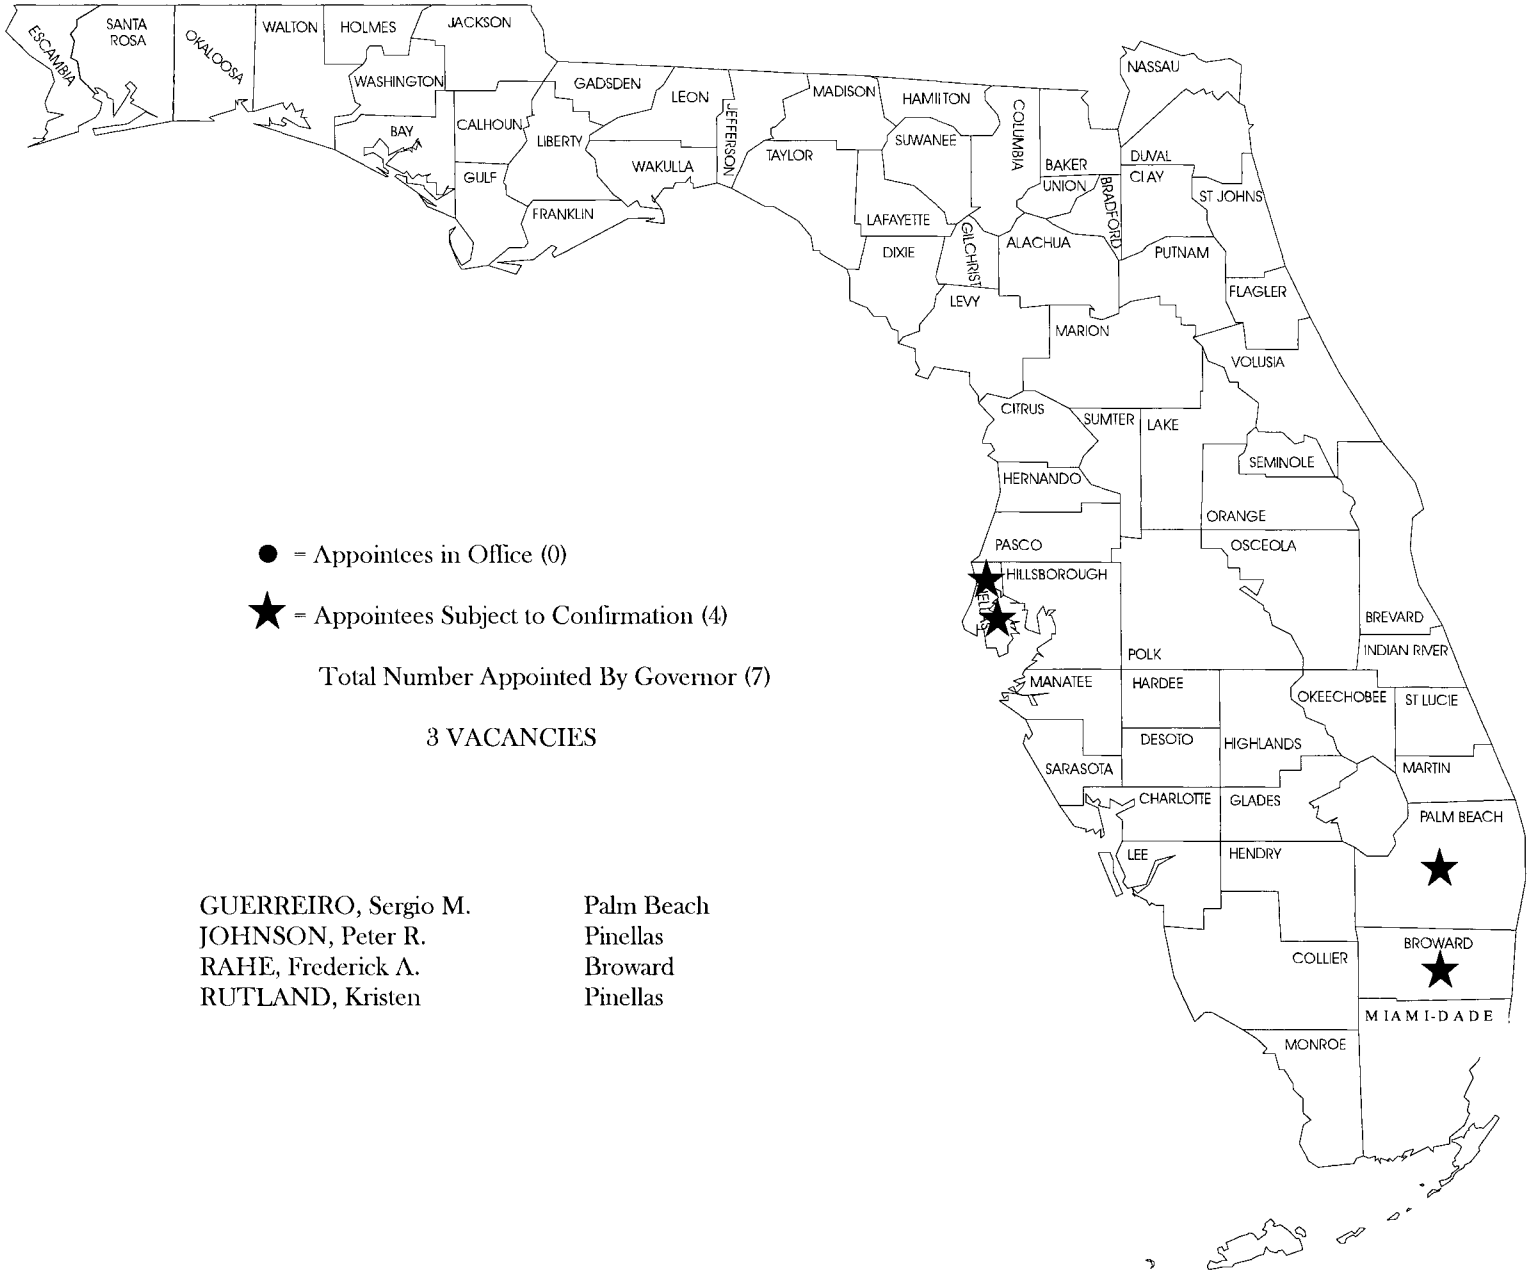 ESCAMBIA
SANTA
ROSA
OKALOOSA
WALTON
HOLMES
JACKSON
WASHINGTON
BAY
CALHOUN
GULF
LIBERTY
GADSDEN
FRANKLIN
LEON
WAKULLA
JEFFERSON
MADISON
TAYLOR
HAMILTON
SUWANEE
LAFAYETTE
DIXIE
COLUMBIA
GILCHRIST
BAKER
UNION
BRADFORD
ALACHUA
LEVY
NASSAU
DUVAL
CLAY
ST JOHNS
PUTNAM
FLAGLER
MARION
VOLUSIA
CITRUS
SUMTER
LAKE
SEMINOLE
HERNANDO
ORANGE
PASCO
OSCEOLA
HILLSBOROUGH
BREVARD
INDIAN RIVER
POLK
MANATEE
HARDEE
OKEECHOBEE
ST LUCIE
DESOTO
HIGHLANDS
SARASOTA
MARTIN
CHARLOTTE
GLADES
PALM BEACH
LEE
HENDRY
BROWARD
COLLIER
MIAMI-DADE
MONROE
= Appointees in Office (0)
= Appointees Subject to Confirmation (4)
Total Number Appointed By Governor (7)
3 VACANCIES
GUERREIRO, Sergio M. Palm Beach
JOHNSON, Peter R. Pinellas
RAHE, Frederick A. Broward
RUTLAND, Kristen Pinellas